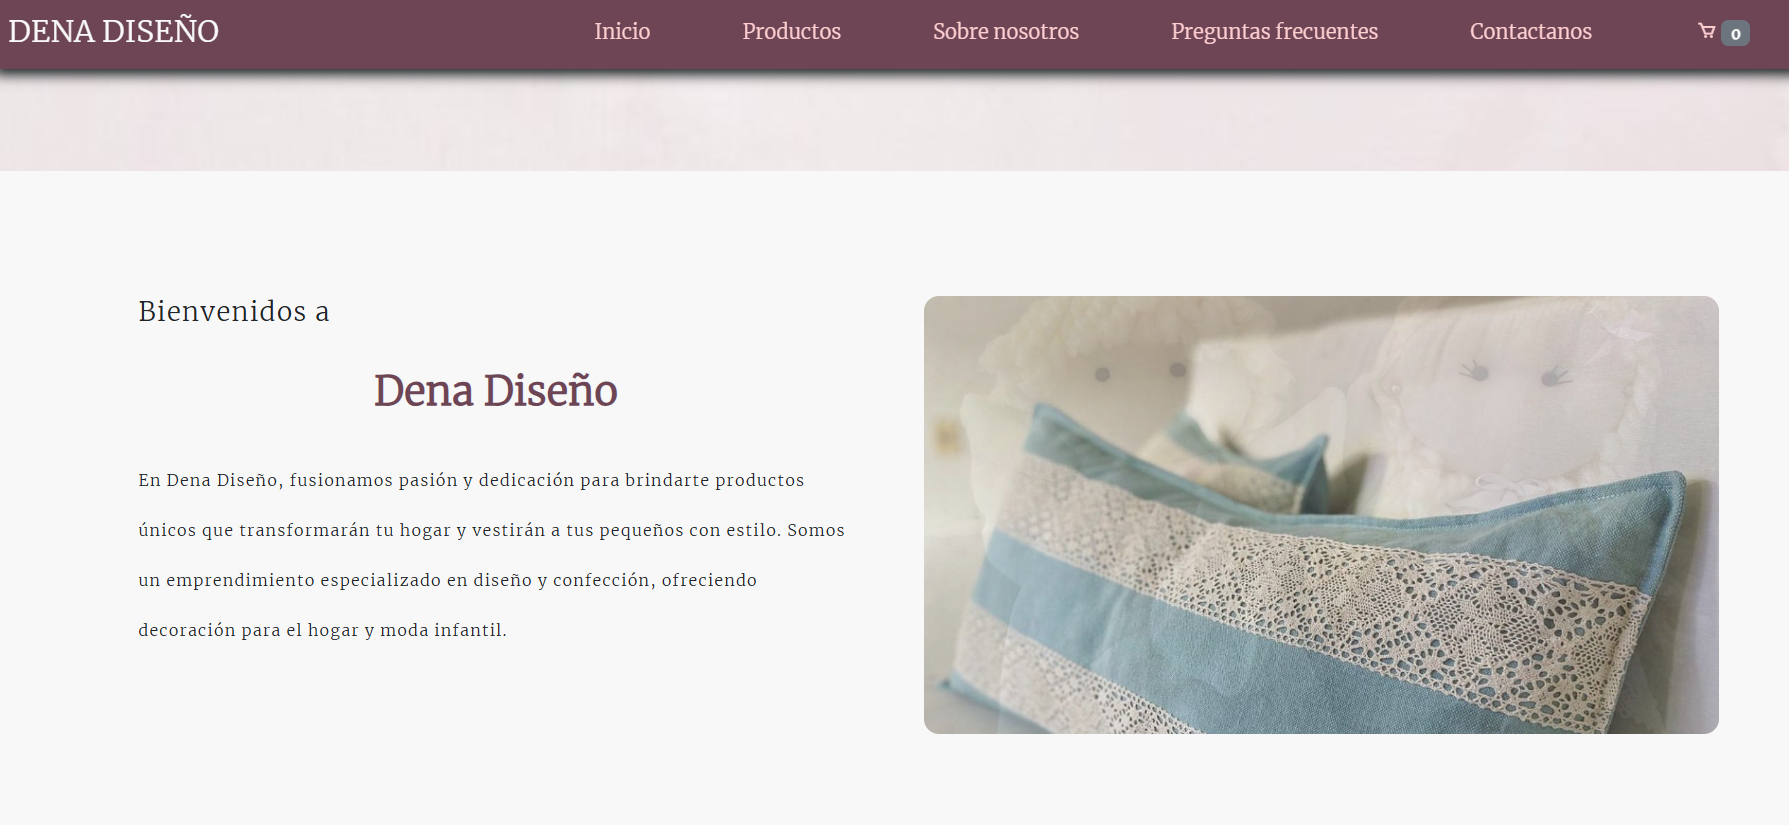 DENA DISEÑO
Inicio
Productos
Sobre nosotros
Preguntas frecuentes
Contactanos
0
Bienvenidos a
Dena Diseño
En Dena Diseño, fusionamos pasión y dedicación para brindarte productos
únicos que transformarán tu hogar y vestirán a tus pequeños con estilo. Somos
un emprendimiento especializado en diseño y confección, ofreciendo
decoración para el hogar y moda infantil.